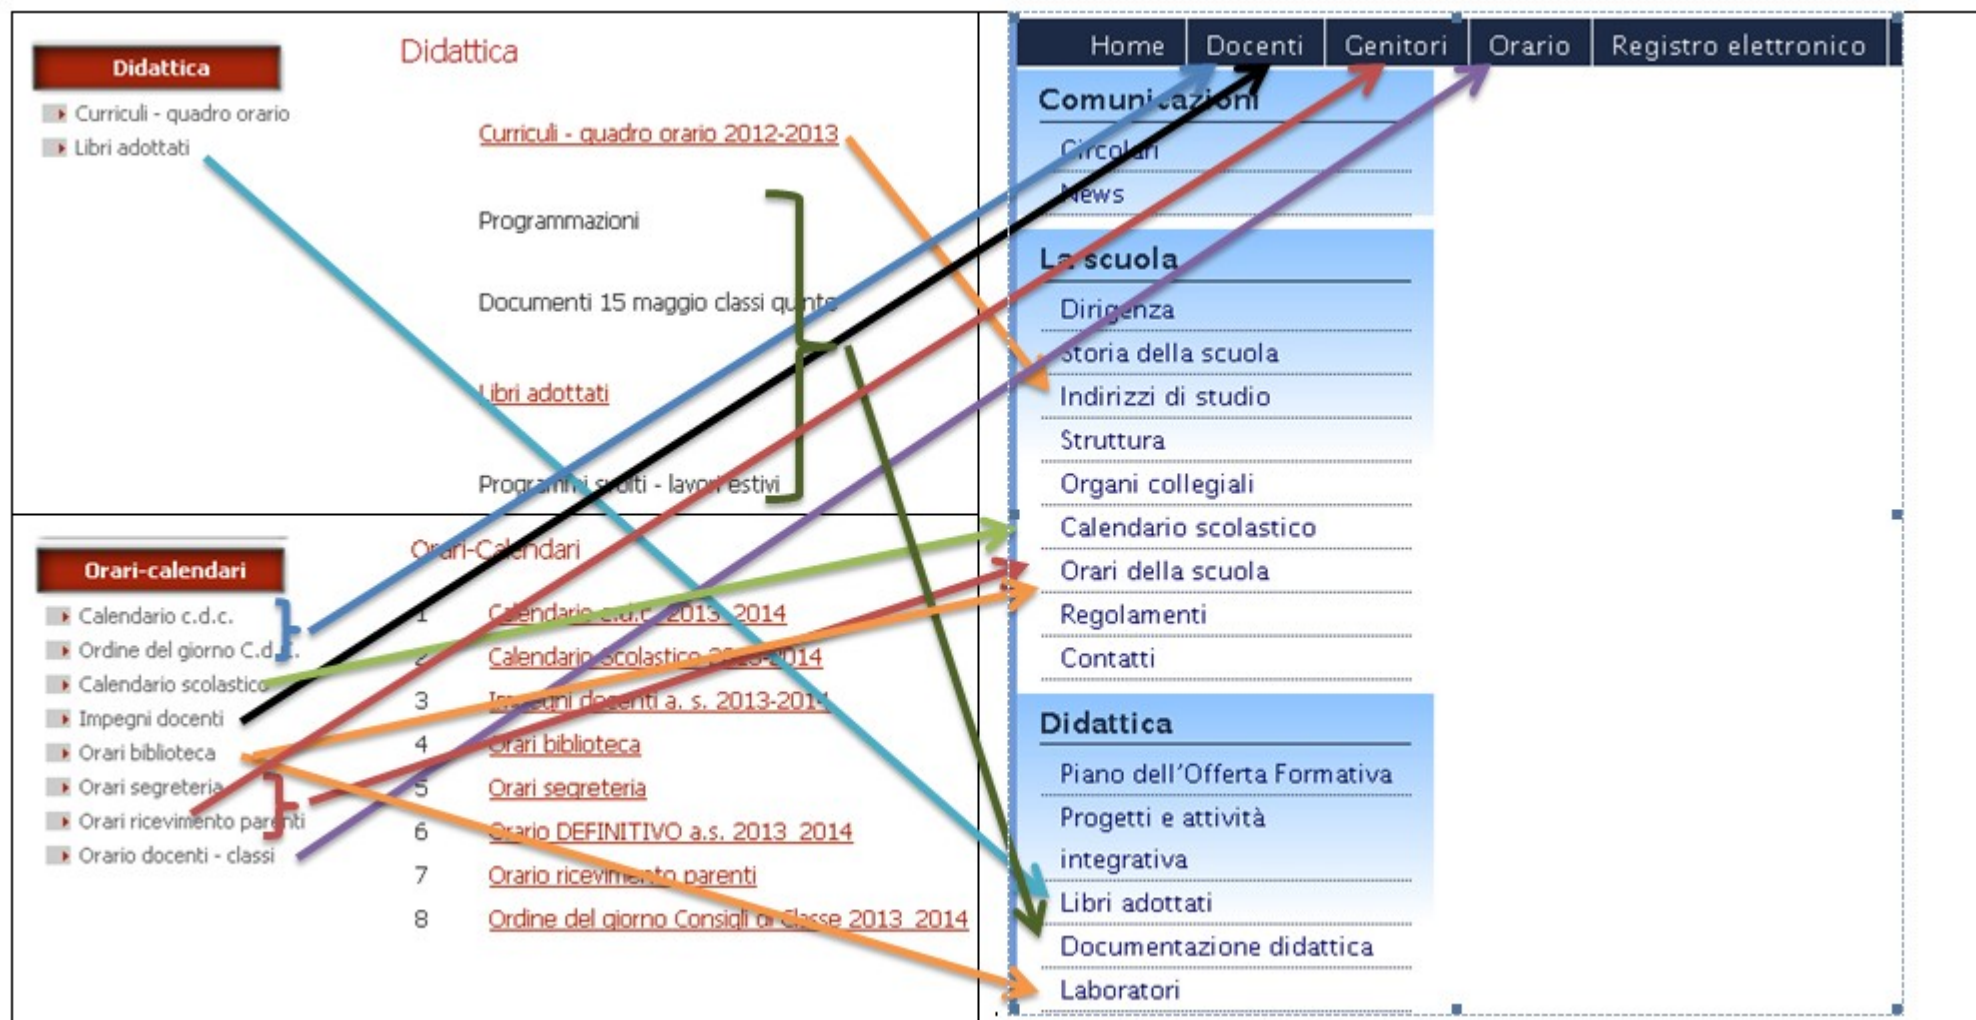 Didattica
Curriculi - quadro orario
Libri adottati
Didattica
Curriculi - quadro orario 2012-2013
Programmazioni
Documenti 15 maggio classi quinte
Libri adottati
Programmi svolti - lavori estivi
Orari-calendari
Calendario c.d.c.
Ordine del giorno C.d.C.
Calendario scolastico
Impegni docenti
Orari biblioteca
Orari segreteria
Orari ricevimento parenti
Orario docenti - classi
Orari-Calendari
1 Calendario c.d.c. 2013_2014
2 Calendario Scolastico 2013-2014
3 Impegni docenti a. s. 2013-2014
4 Orari biblioteca
5 Orari segreteria
6 Orario DEFINITIVO a.s. 2013_2014
7 Orario ricevimento parenti
8 Ordine del giorno Consigli di Classe 2013_2014
Home Docenti Genitori Orario Registro elettronico
Comunicazioni
Circolari
News
La scuola
Dirigenza
Storia della scuola
Indirizzi di studio
Struttura
Organi collegiali
Calendario scolastico
Orari della scuola
Regolamenti
Contatti
Didattica
Piano dell'Offerta Formativa
Progetti e attività
integrativa
Libri adottati
Documentazione didattica
Laboratori